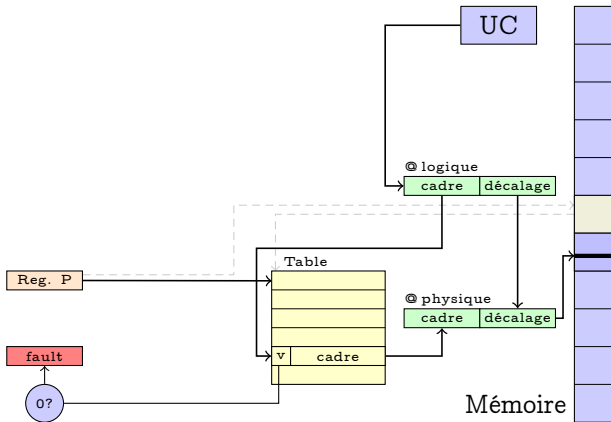 UC
@ logique
cadre décalage
Table
Reg. P
@ physique
cadre décalage
fault
v cadre
0?
Mémoire